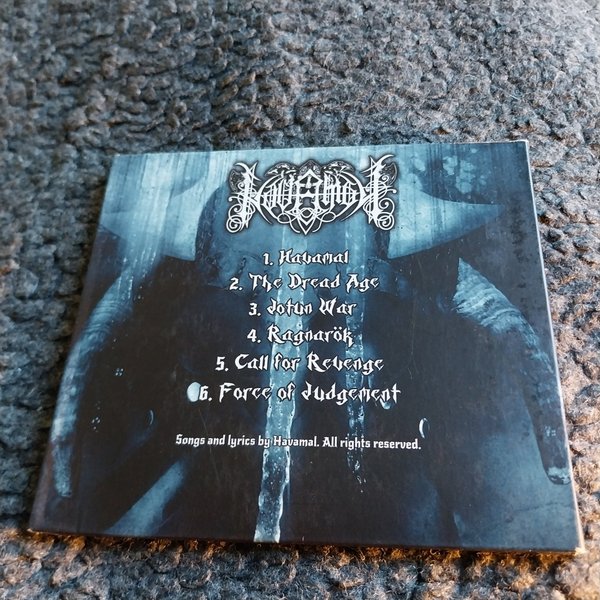 Havamal
1. Havamal
2. The Dread Age
3. Jotun War
4. Ragnarök
5. Call for Revenge
6. Force of Judgement
Songs and lyrics by Havamal. All rights reserved.